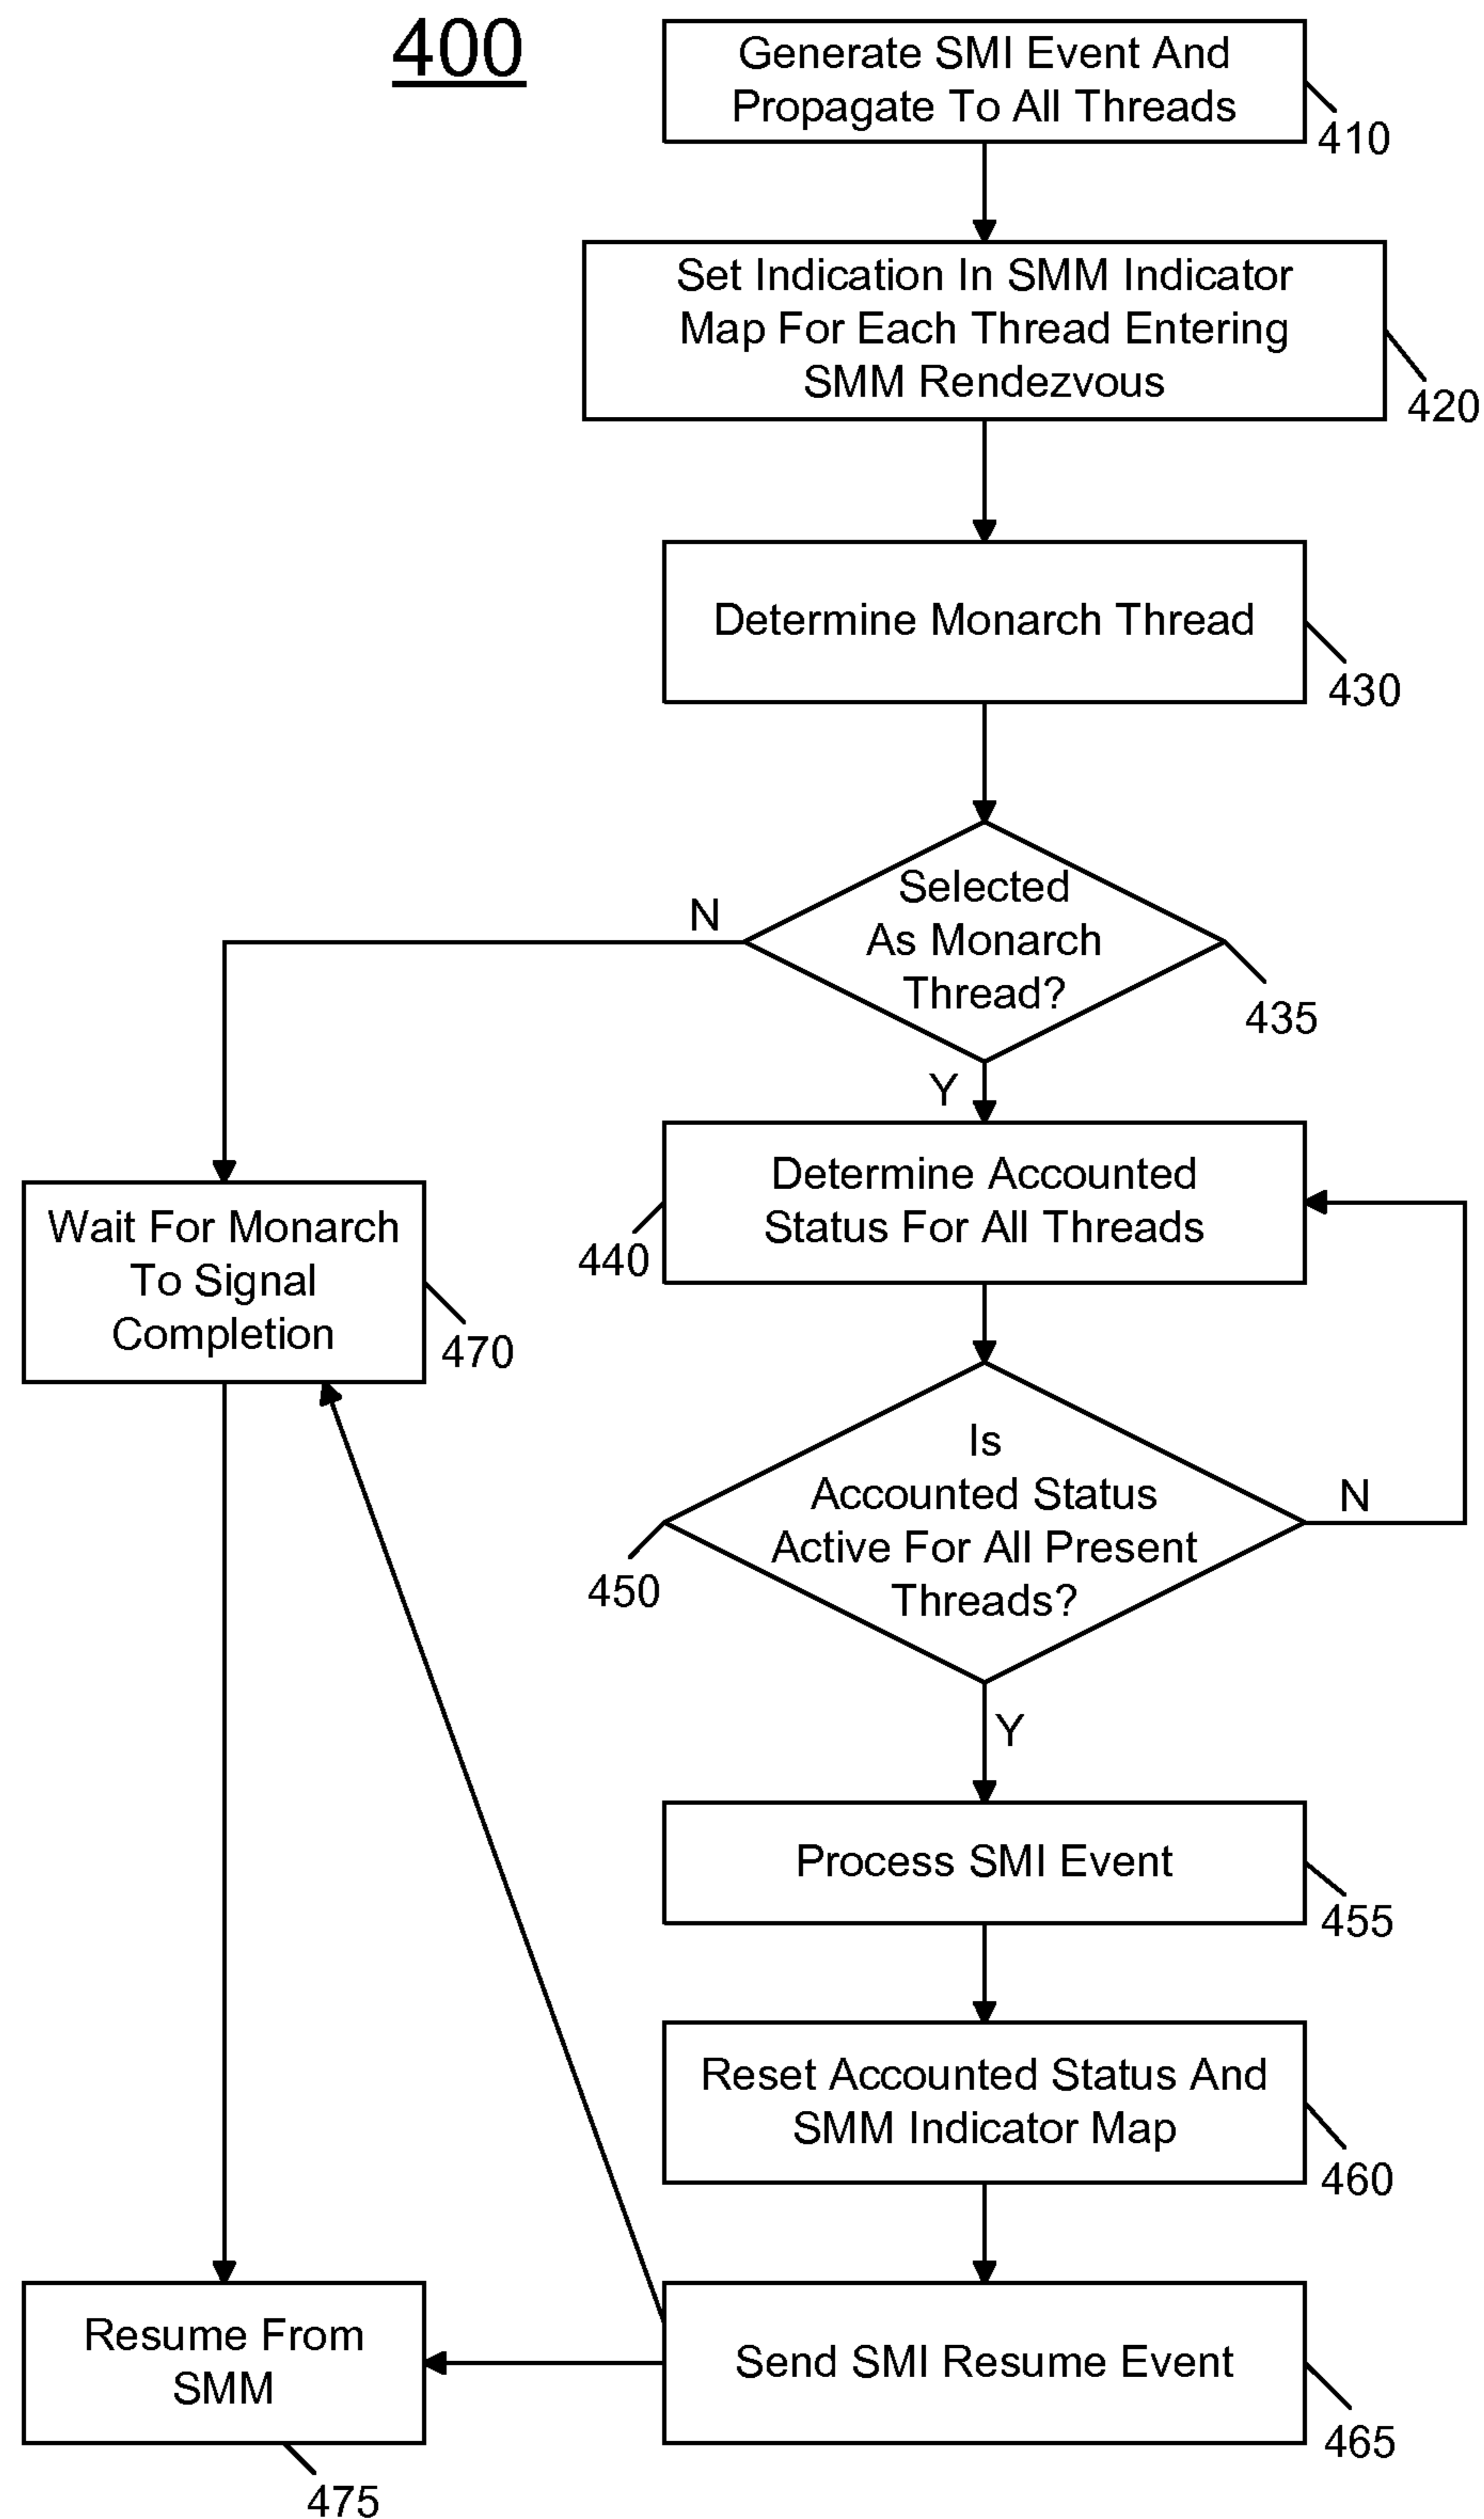 400
Generate SMI Event And
Propagate To All Threads
410
Set Indication In SMM Indicator
Map For Each Thread Entering
SMM Rendezvous
420
Determine Monarch Thread
430
Selected
As Monarch
Thread?
435
N
Y
Determine Accounted
Status For All Threads
440
Wait For Monarch
To Signal
Completion
470
Is
Accounted Status
Active For All Present
Threads?
450
N
Y
Process SMI Event
455
Reset Accounted Status And
SMM Indicator Map
460
Send SMI Resume Event
465
Resume From
SMM
475